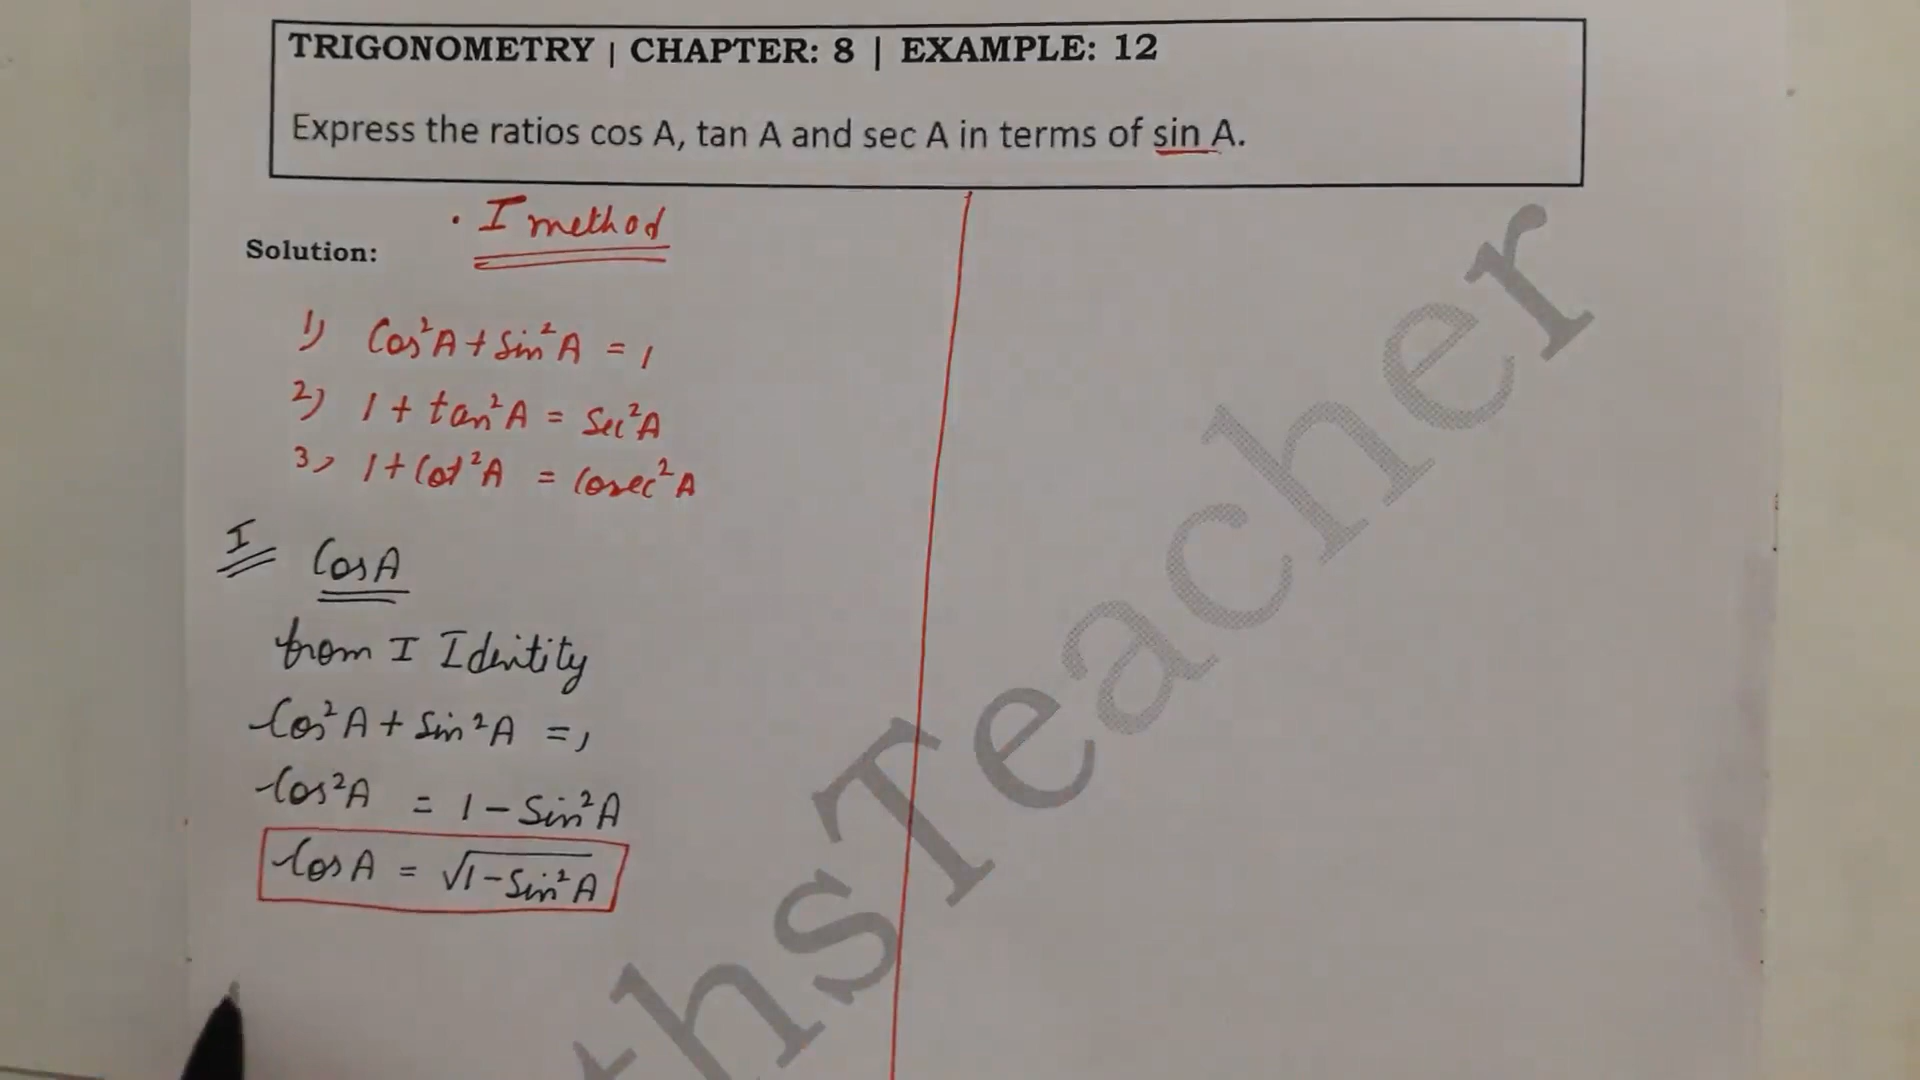 TRIGONOMETRY | CHAPTER: 8 | EXAMPLE: 12
Express the ratios cos A, tan A and sec A in terms of sin A.
I method
Solution:
1) Cos²A + Sin²A = 1
2) 1 + tan²A = Sec²A
3) 1 + Cot²A = Cosec²A
I CosA
from I Identity
Cos²A + Sin²A = 1
Cos²A = 1 - Sin²A
CosA = √1-Sin²A
thsTeacher